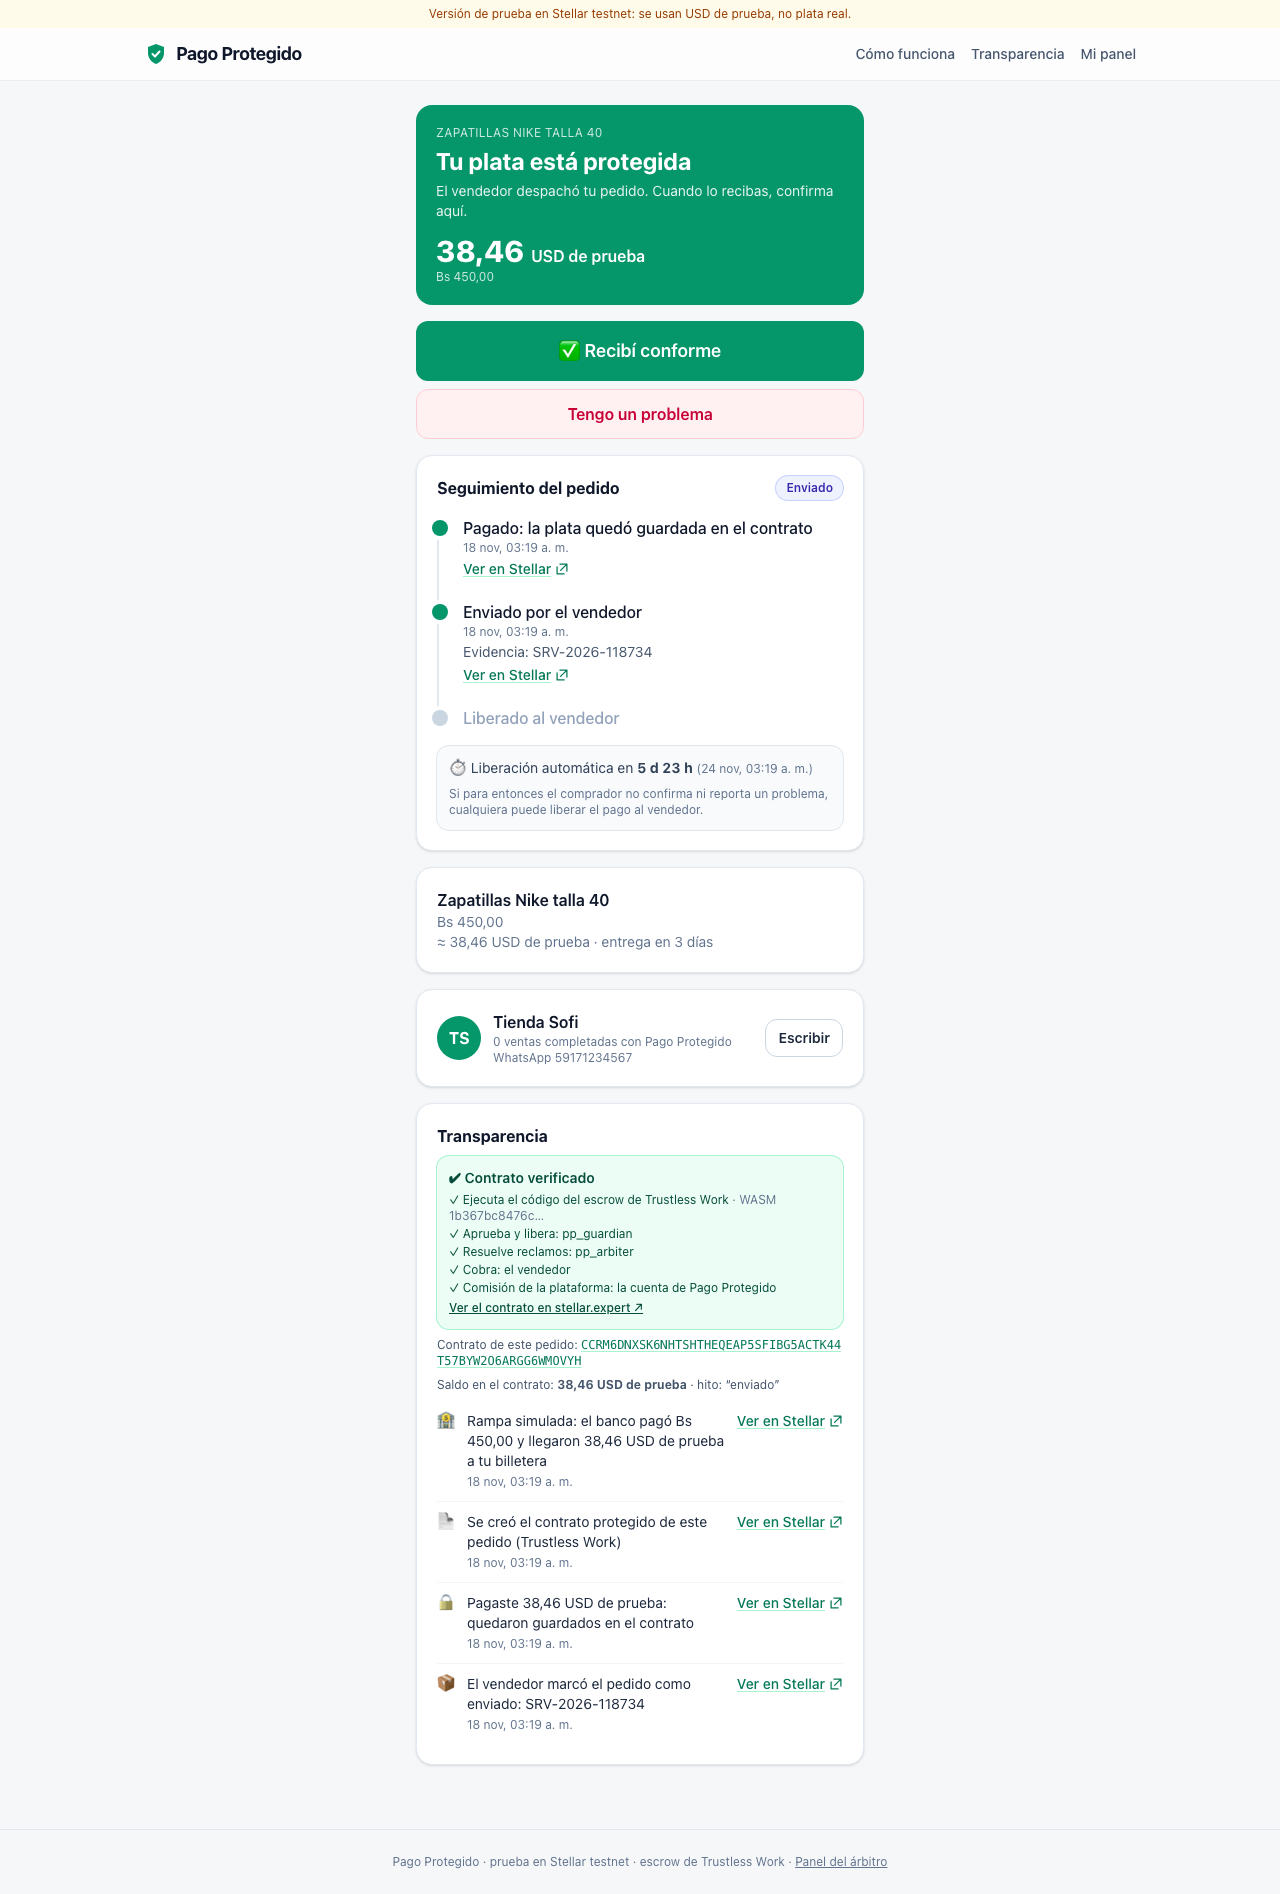 Versión de prueba en Stellar testnet: se usan USD de prueba, no plata real.
Pago Protegido
Cómo funciona Transparencia Mi panel
ZAPATILLAS NIKE TALLA 40
Tu plata está protegida
El vendedor despachó tu pedido. Cuando lo recibas, confirma
aquí.
38,46 USD de prueba
Bs 450,00
✅ Recibí conforme
Tengo un problema
Seguimiento del pedido
Enviado
Pagado: la plata quedó guardada en el contrato
18 nov, 03:19 a. m.
Ver en Stellar
Enviado por el vendedor
18 nov, 03:19 a. m.
Evidencia: SRV-2026-118734
Ver en Stellar
Liberado al vendedor
⏱ Liberación automática en 5 d 23 h (24 nov, 03:19 a. m.)
Si para entonces el comprador no confirma ni reporta un problema,
cualquiera puede liberar el pago al vendedor.
Zapatillas Nike talla 40
Bs 450,00
≈ 38,46 USD de prueba · entrega en 3 días
TS
Tienda Sofi
0 ventas completadas con Pago Protegido
WhatsApp 59171234567
Escribir
Transparencia
✔ Contrato verificado
✓ Ejecuta el código del escrow de Trustless Work · WASM
1b367bc8476c…
✓ Aprueba y libera: pp_guardian
✓ Resuelve reclamos: pp_arbiter
✓ Cobra: el vendedor
✓ Comisión de la plataforma: la cuenta de Pago Protegido
Ver el contrato en stellar.expert ↗
Contrato de este pedido: CCRM6DNXSK6NHTSHTHEQEAP5SFIBG5ACTK44
T57BYW2O6ARGG6WMOVYH
Saldo en el contrato: 38,46 USD de prueba · hito: “enviado”
Rampa simulada: el banco pagó Bs
450,00 y llegaron 38,46 USD de prueba
a tu billetera
18 nov, 03:19 a. m.
Ver en Stellar
Se creó el contrato protegido de este
pedido (Trustless Work)
18 nov, 03:19 a. m.
Ver en Stellar
Pagaste 38,46 USD de prueba:
quedaron guardados en el contrato
18 nov, 03:19 a. m.
Ver en Stellar
El vendedor marcó el pedido como
enviado: SRV-2026-118734
18 nov, 03:19 a. m.
Ver en Stellar
Pago Protegido · prueba en Stellar testnet · escrow de Trustless Work · Panel del árbitro